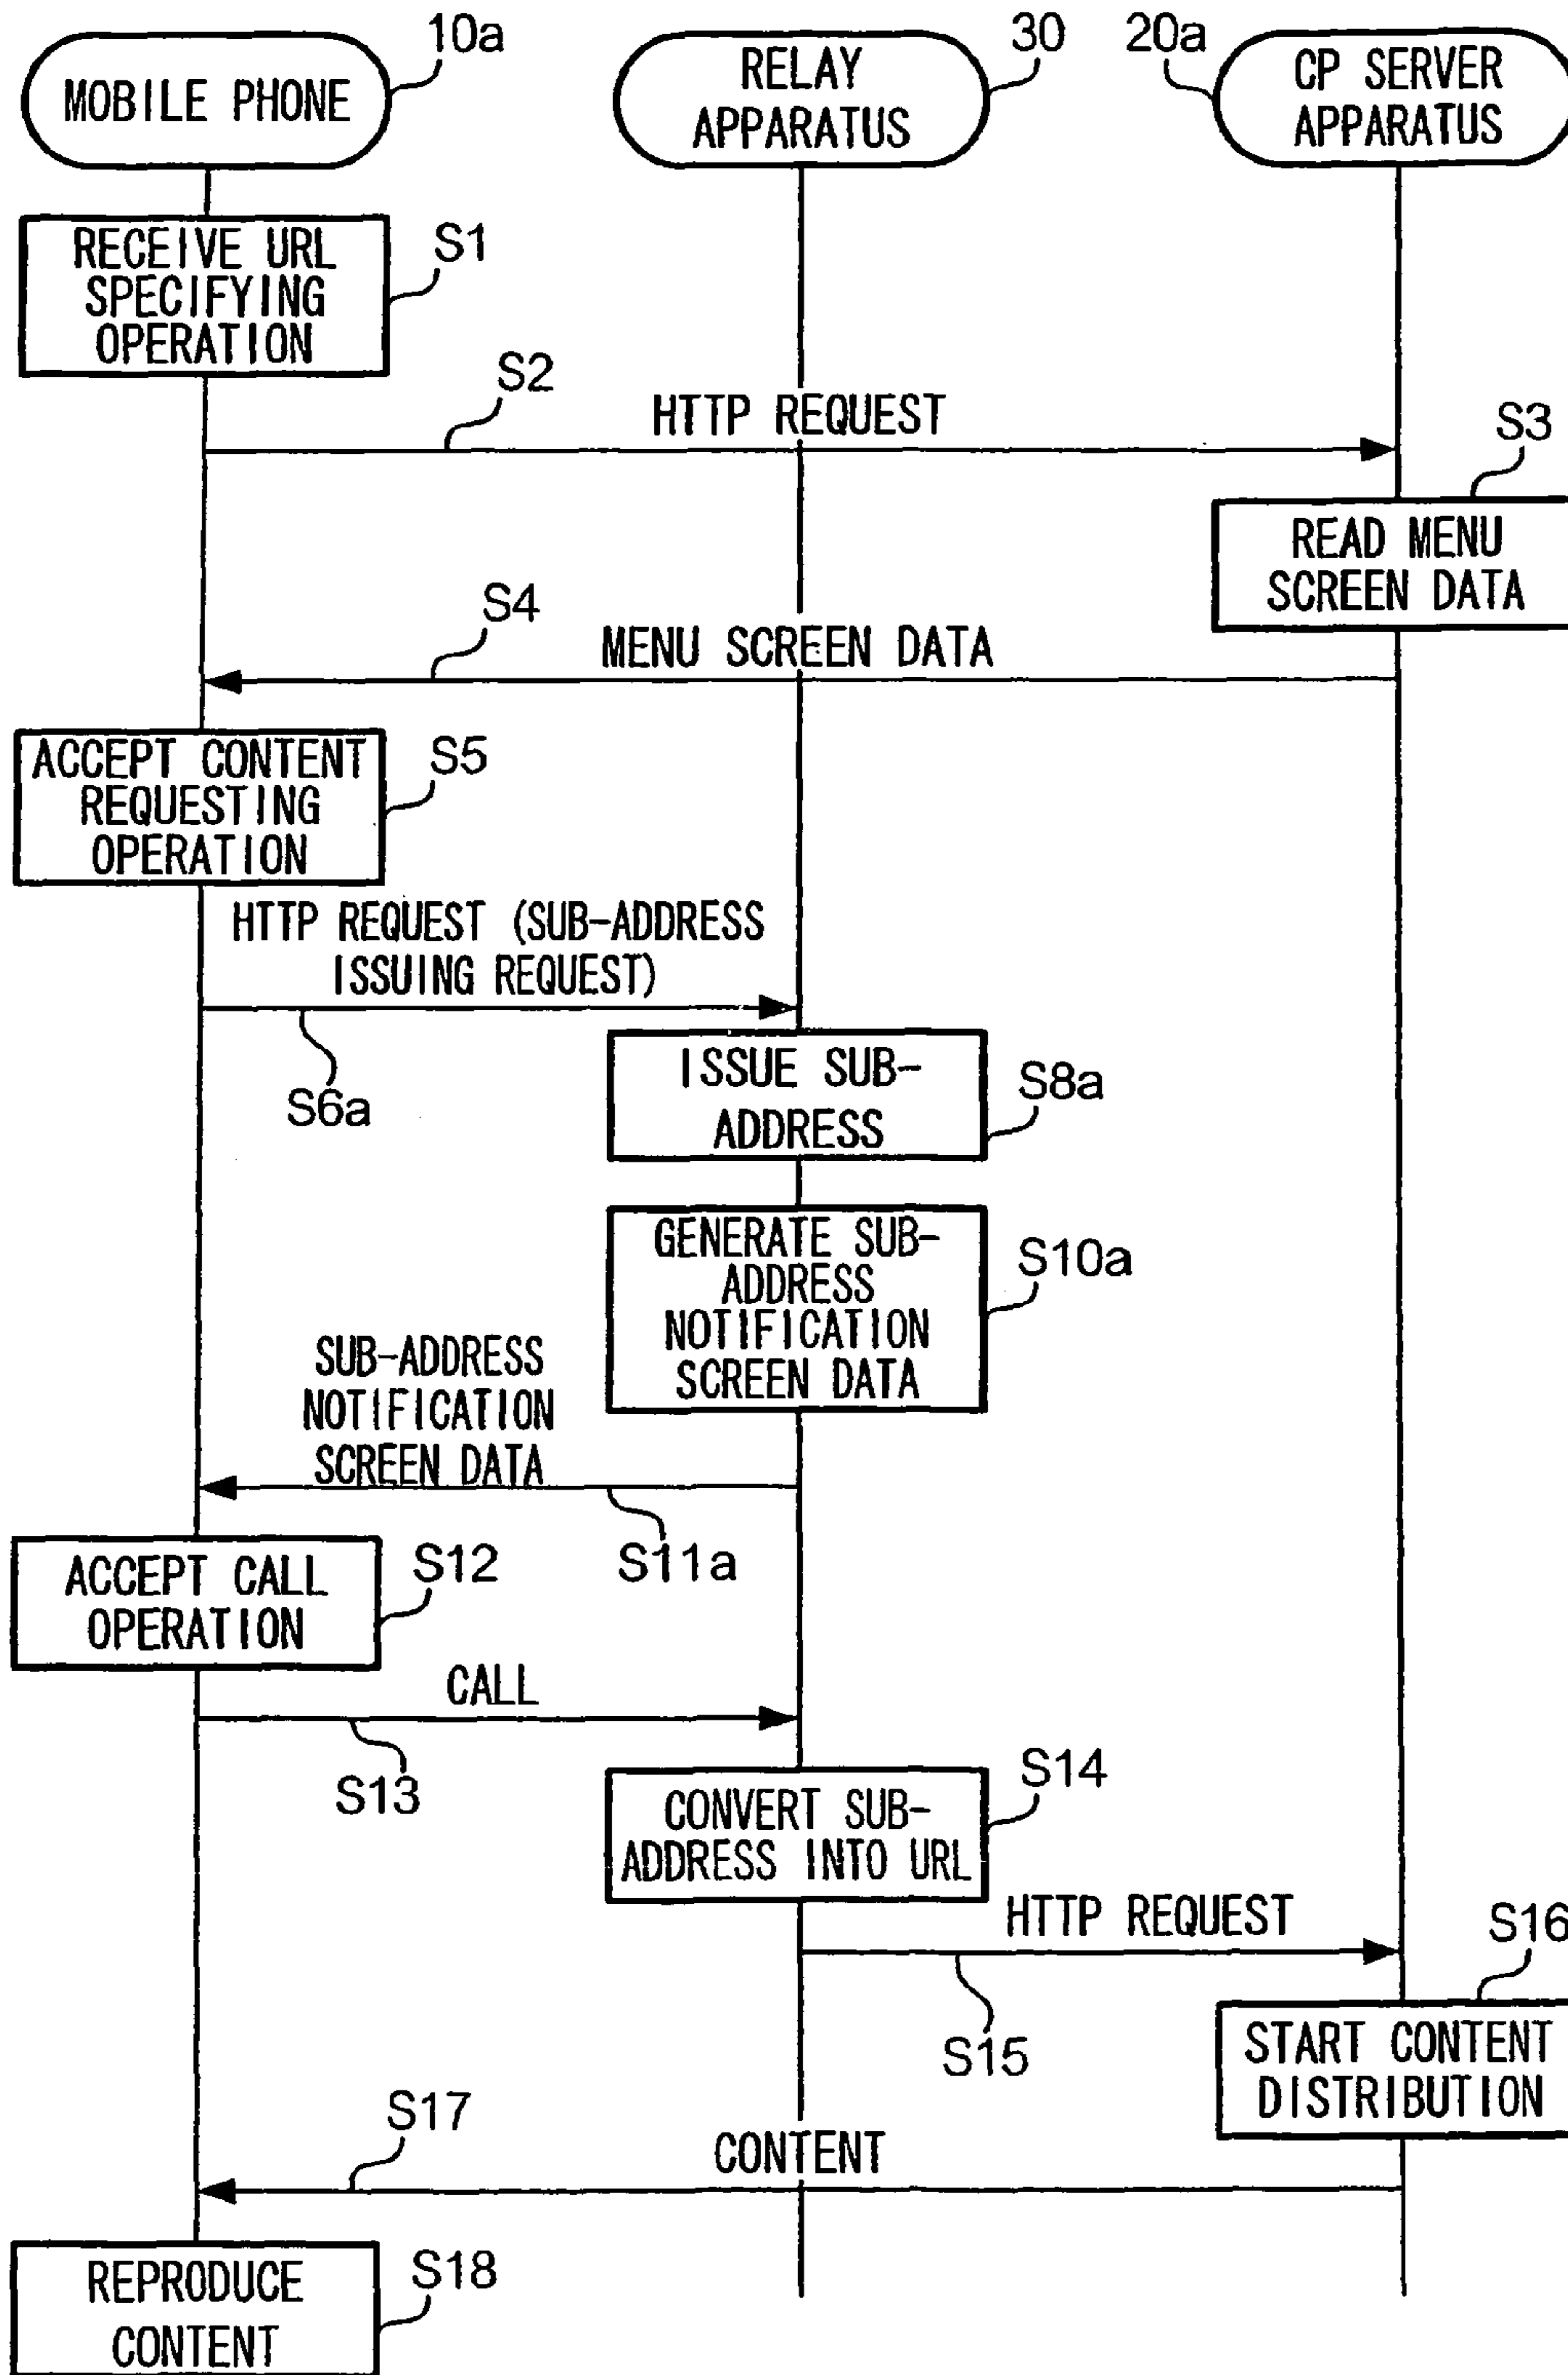 10a
30
20a
MOBILE PHONE
RELAY
APPARATUS
CP SERVER
APPARATUS
RECEIVE URL
SPECIFYING
OPERATION
S1
S2
HTTP REQUEST
S3
READ MENU
SCREEN DATA
S4
MENU SCREEN DATA
ACCEPT CONTENT
REQUESTING
OPERATION
S5
HTTP REQUEST (SUB-ADDRESS
ISSUING REQUEST)
S6a
ISSUE SUB-
ADDRESS
S8a
GENERATE SUB-
ADDRESS
NOTIFICATION
SCREEN DATA
S10a
SUB-ADDRESS
NOTIFICATION
SCREEN DATA
S11a
ACCEPT CALL
OPERATION
S12
CALL
S13
CONVERT SUB-
ADDRESS INTO URL
S14
HTTP REQUEST
S15
S16
START CONTENT
DISTRIBUTION
S17
CONTENT
REPRODUCE
CONTENT
S18